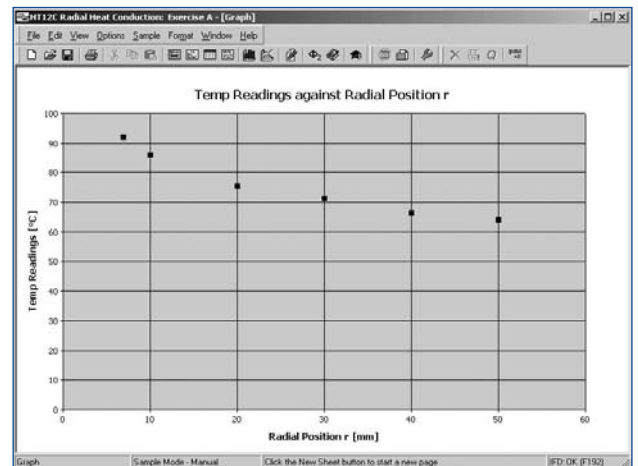 HT12C Radial Heat Conduction: Exercise A - [Graph]
File Edit View Options Sample Format Window Help
Temp Readings against Radial Position r
100
90
80
70
60
50
40
30
20
10
0
Temp Readings [°C]
0 10 20 30 40 50 60
Radial Position r [mm]
Graph Sample Mode - Manual Click the New Sheet button to start a new page IFD: OK (F192)